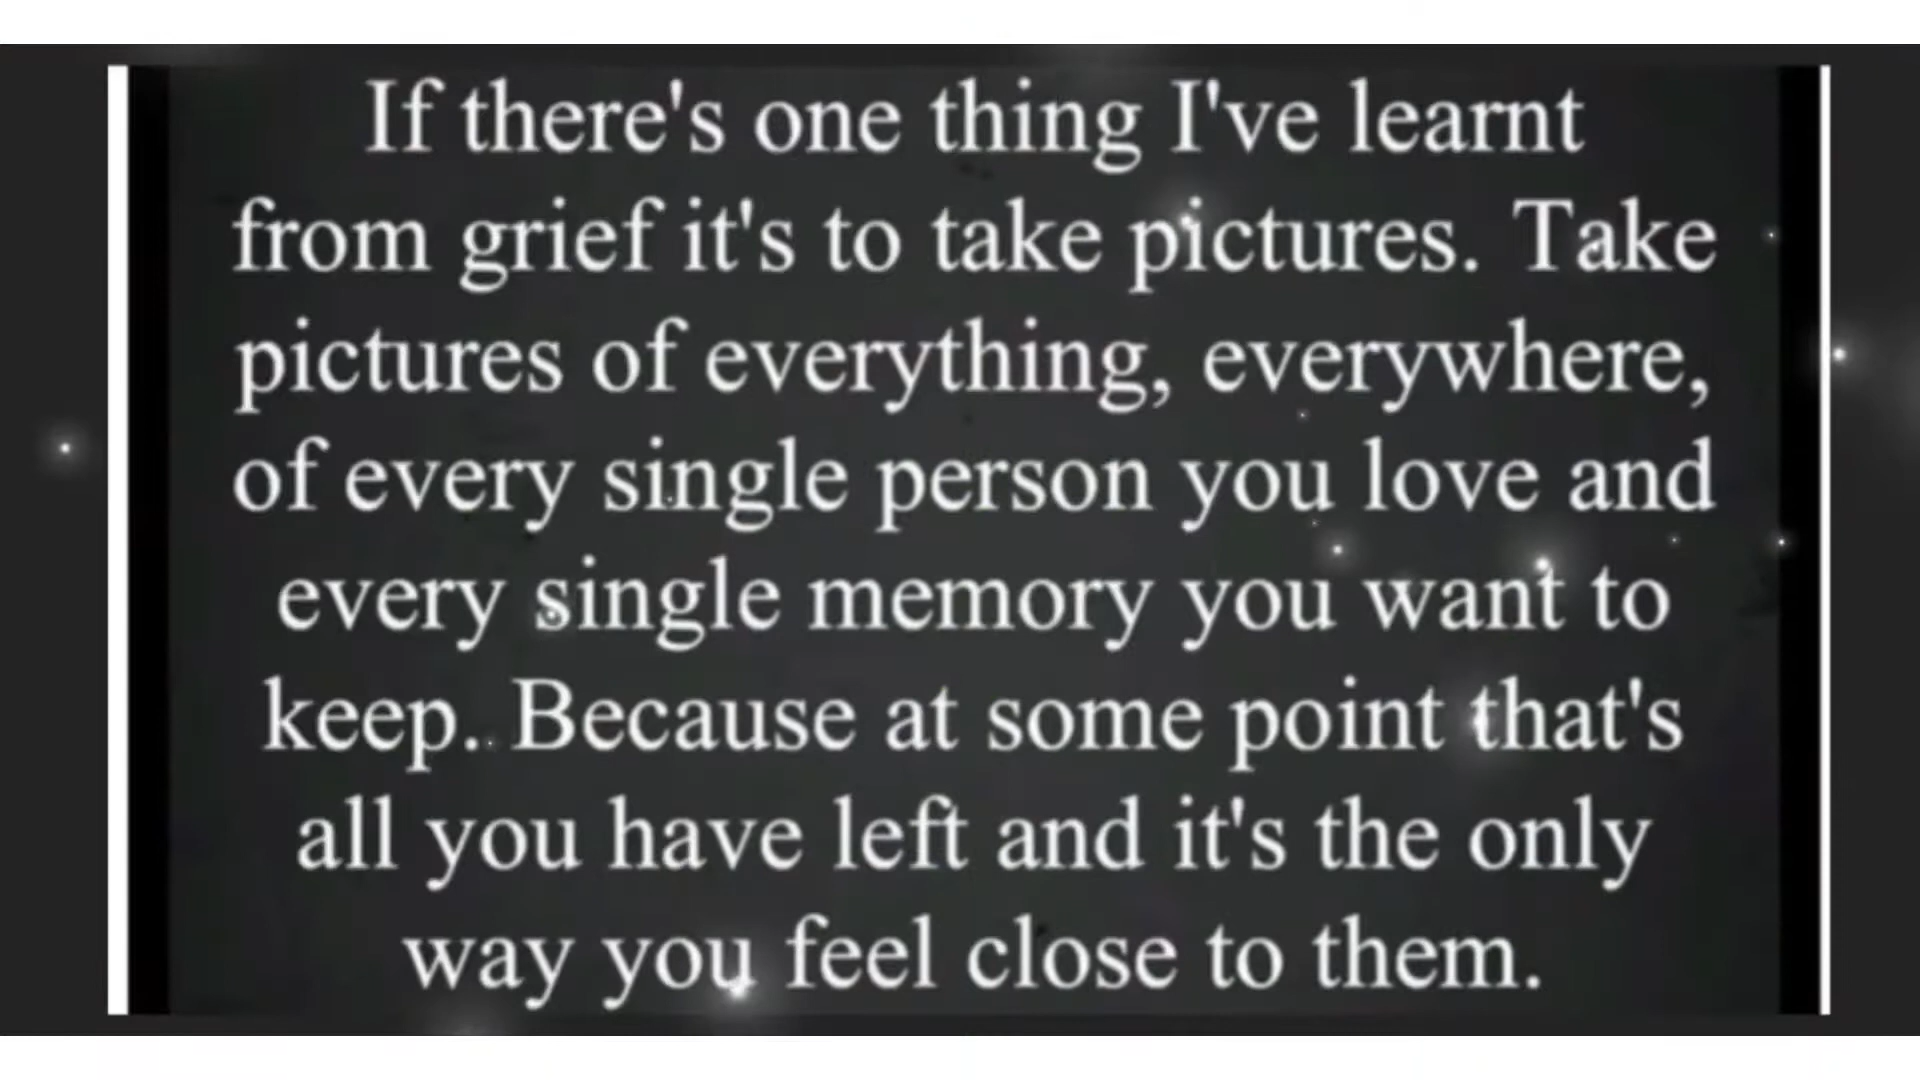 If there's one thing I've learnt
from grief it's to take pictures. Take
pictures of everything, everywhere,
of every single person you love and
every single memory you want to
keep. Because at some point that's
all you have left and it's the only
way you feel close to them.